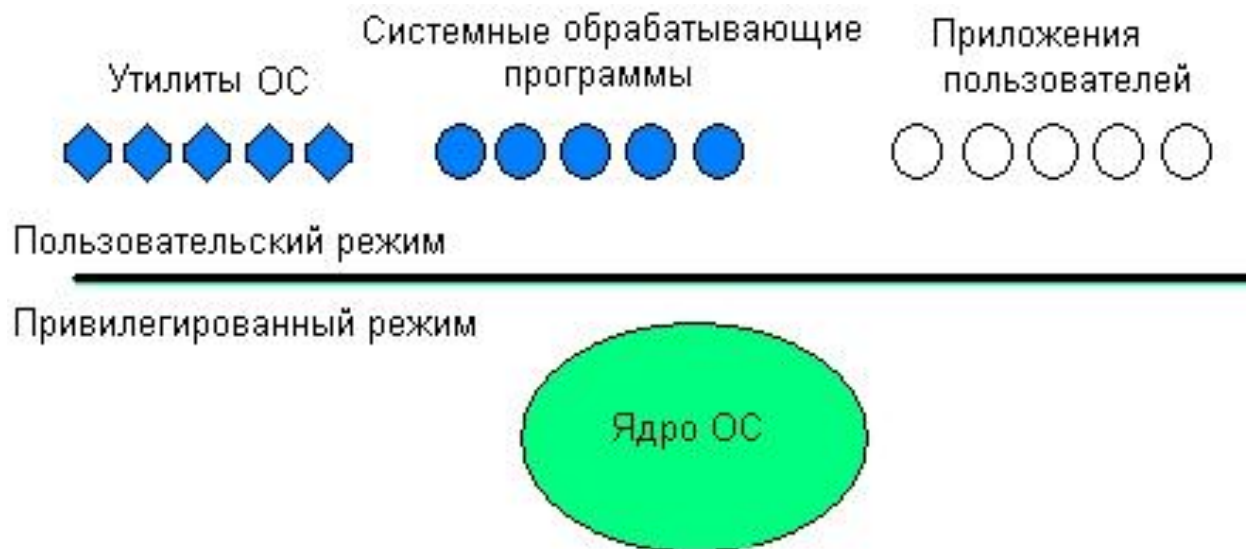 Утилиты ОС
Системные обрабатывающие
программы
Приложения
пользователей
Пользовательский режим
Привилегированный режим
Ядро ОС